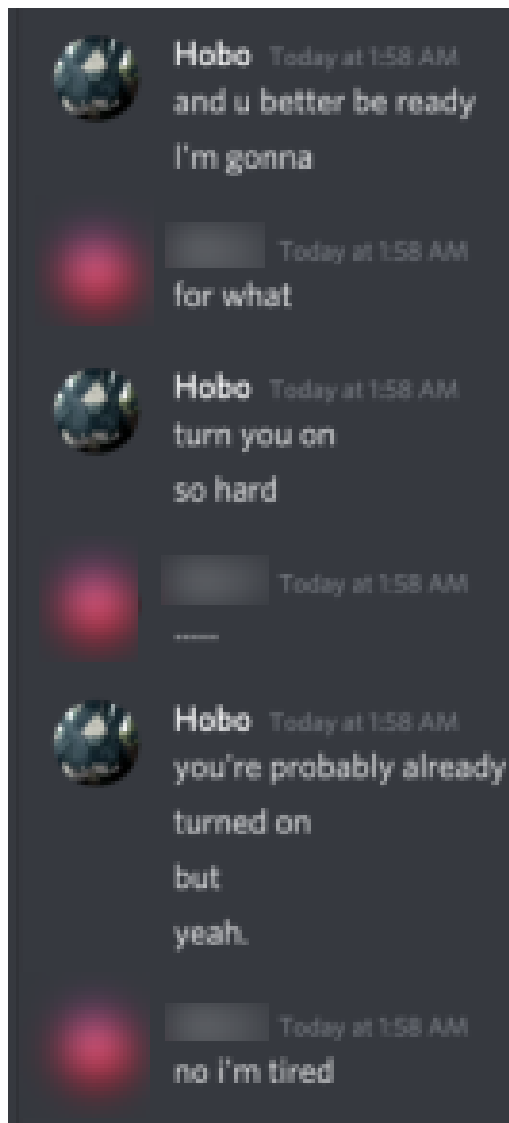 Hobo Today at 1:58 AM
and u better be ready
I'm gonna
Today at 1:58 AM
for what
Hobo Today at 1:58 AM
turn you on
so hard
Today at 1:58 AM
-----
Hobo Today at 1:58 AM
you're probably already
turned on
but
yeah.
Today at 1:58 AM
no i'm tired